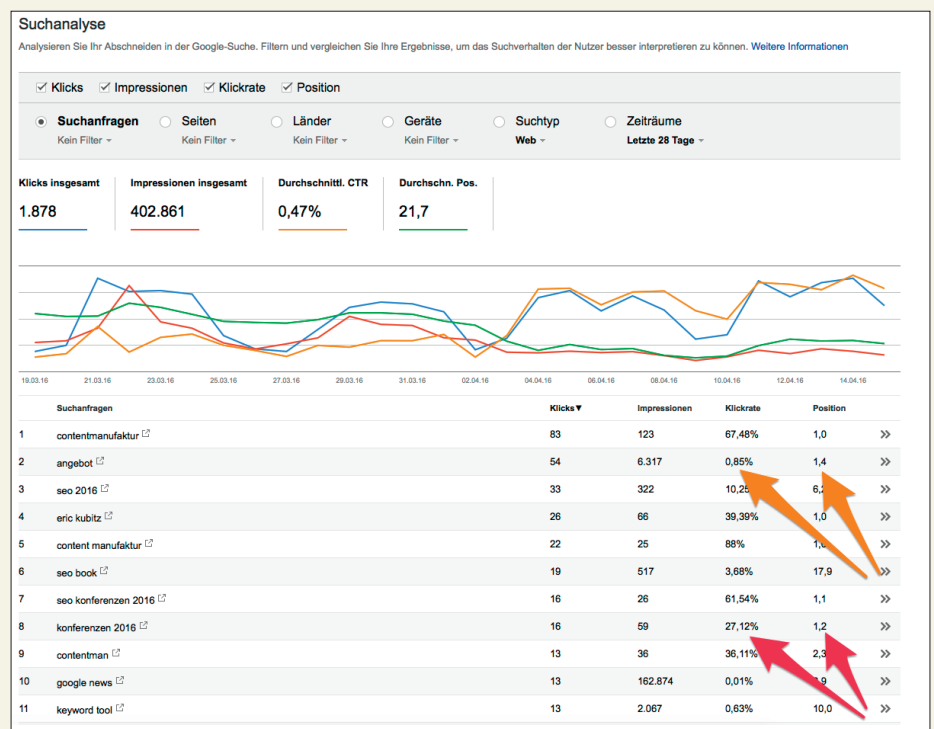 Suchanalyse
Analysieren Sie Ihr Abschneiden in der Google-Suche. Filtern und vergleichen Sie Ihre Ergebnisse, um das Suchverhalten der Nutzer besser interpretieren zu können. Weitere Informationen
Klicks Impressionen Klickrate Position
Suchanfragen Seiten Länder Geräte Suchtyp Zeiträume
Kein Filter Kein Filter Kein Filter Kein Filter Web Letzte 28 Tage
Klicks insgesamt Impressionen insgesamt Durchschnittl. CTR Durchschn. Pos.
1.878 402.861 0,47% 21,7
19.03.16 21.03.16 23.03.16 25.03.16 27.03.16 29.03.16 31.03.16 02.04.16 04.04.16 06.04.16 08.04.16 10.04.16 12.04.16 14.04.16
Suchanfragen Klicks▼ Impressionen Klickrate Position
1 contentmanufaktur 83 123 67,48% 1,0 »
2 angebot 54 6.317 0,85% 1,4 »
3 seo 2016 33 322 10,25 6,2 »
4 eric kubitz 26 66 39,39% 1,0 »
5 content manufaktur 22 25 88% »
6 seo book 19 517 3,68% 17,9 »
7 seo konferenzen 2016 16 26 61,54% 1,1 »
8 konferenzen 2016 16 59 27,12% 1,2 »
9 contentman 13 36 36,11% 2,3 »
10 google news 13 162.874 0,01% »
11 keyword tool 13 2.067 0,63% 10,0 »